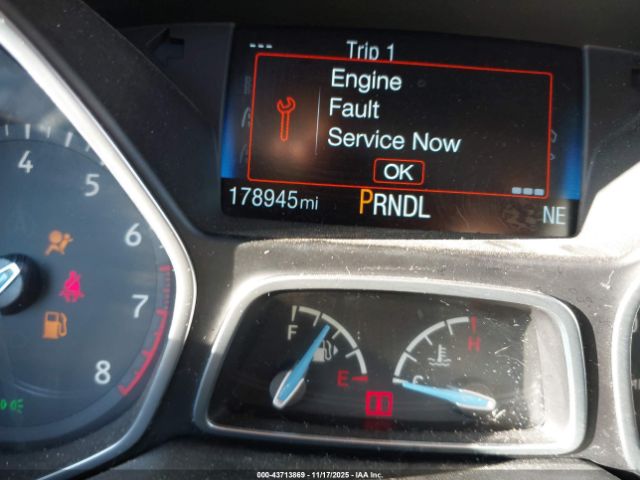 --- Trip 1
Engine
Fault
Service Now
OK
178945mi PRNDL NE
4
5
6
7
8
F
E
H
C
000-43713869 | 11/17/2025 | IAA Inc.